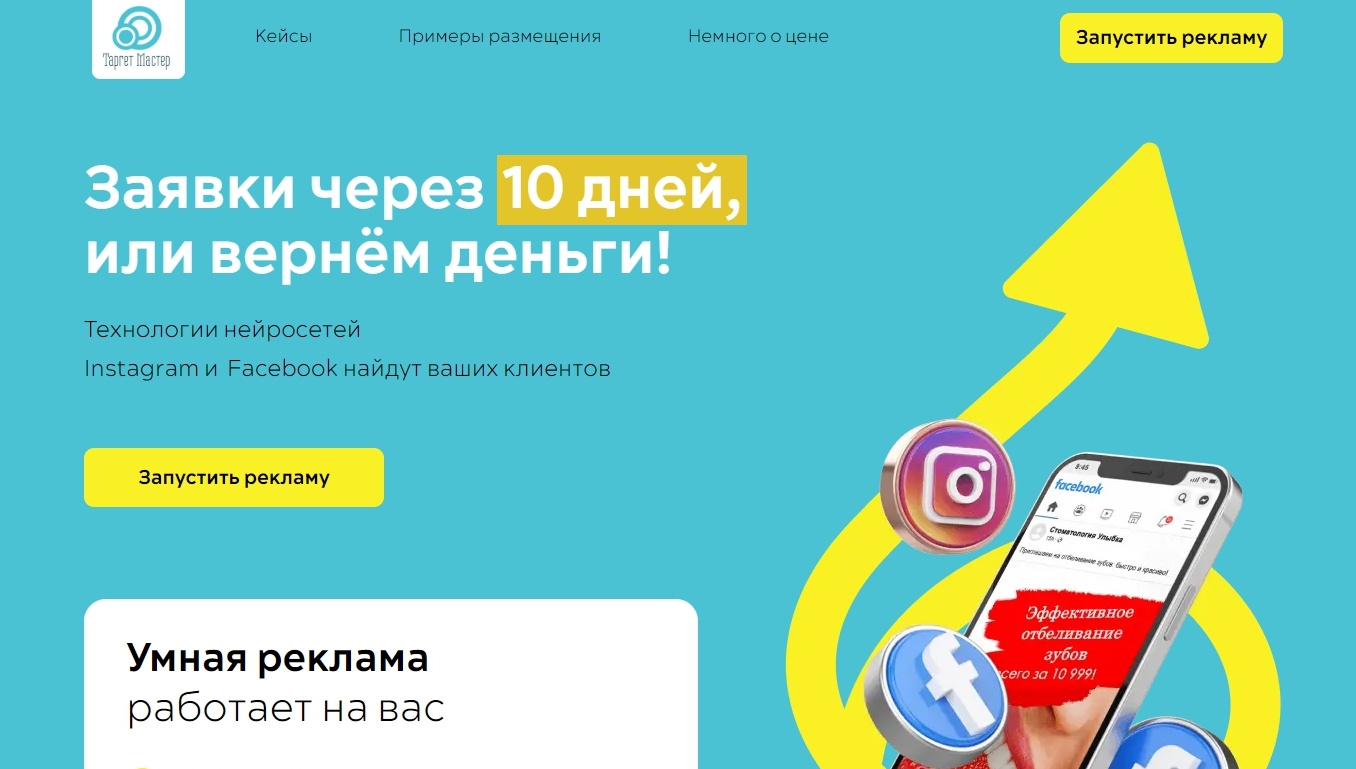 Таргет Мастер
Кейсы
Примеры размещения
Немного о цене
Запустить рекламу
Заявки через 10 дней,
или вернём деньги!
Технологии нейросетей
Instagram и Facebook найдут ваших клиентов
Запустить рекламу
Умная реклама
работает на вас
9:45
facebook
Стоматология Улыбка
Приглашаем на отбеливание зубов. быстро и красиво!
Эффективное
отбеливание
зубов
всего за 10 999!